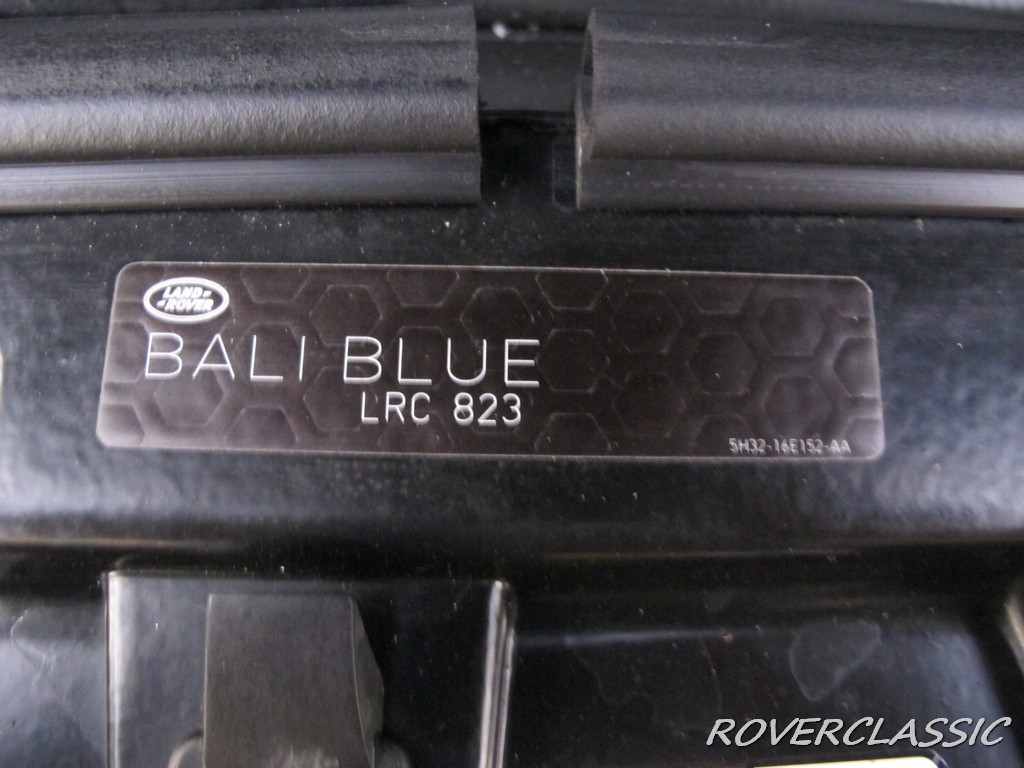 LAND
ROVER
BALI BLUE
LRC 823
5H32-16E152-AA
ROVERCLASSIC